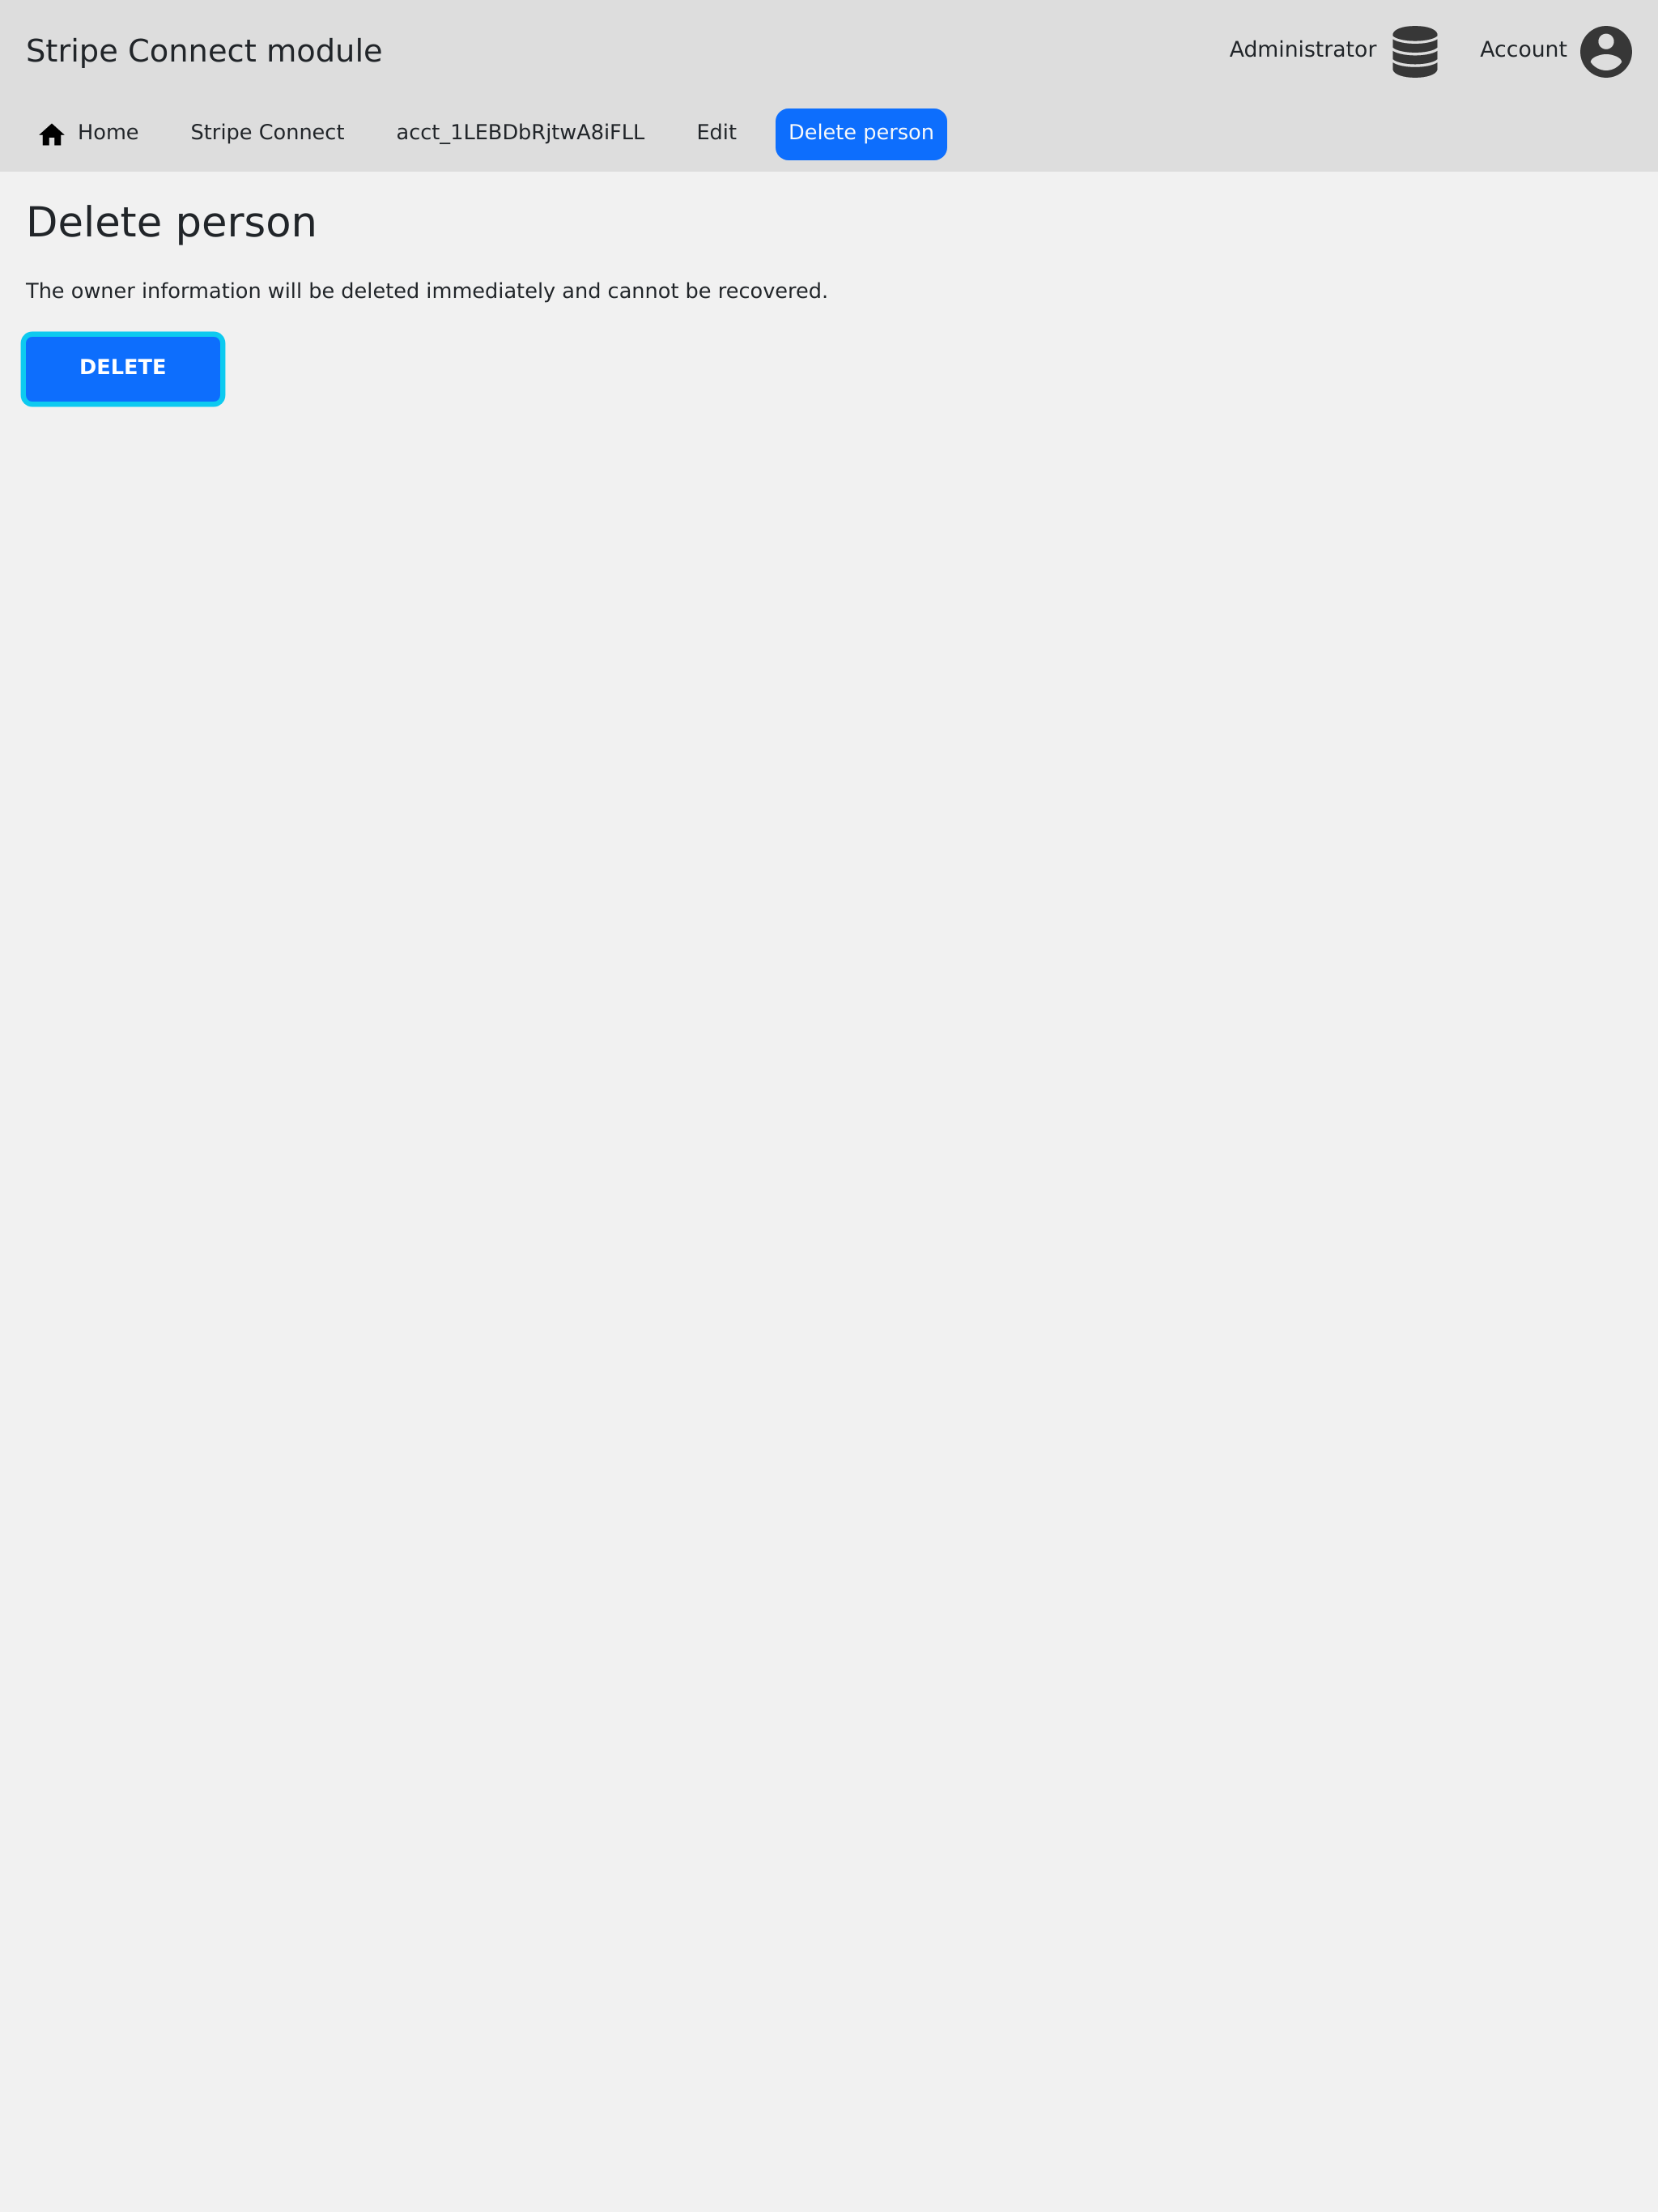 Stripe Connect module
Administrator
Account
Home
Stripe Connect
acct_1LEBDbRjtwA8iFLL
Edit
Delete person
Delete person
The owner information will be deleted immediately and cannot be recovered.
DELETE